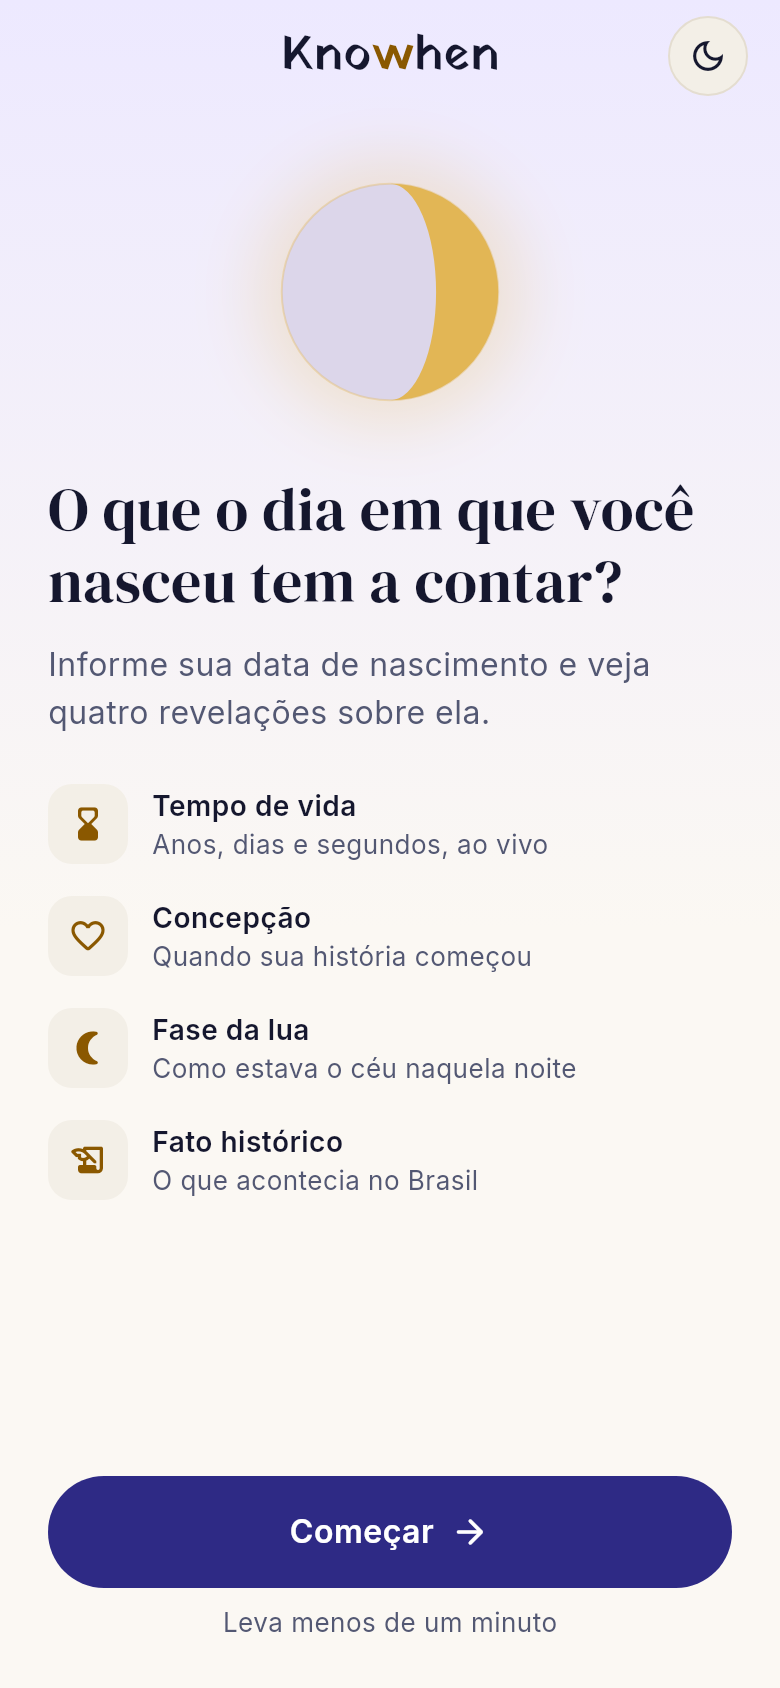 Knowhen
O que o dia em que você
nasceu tem a contar?
Informe sua data de nascimento e veja
quatro revelações sobre ela.
Tempo de vida
Anos, dias e segundos, ao vivo
Concepção
Quando sua história começou
Fase da lua
Como estava o céu naquela noite
Fato histórico
O que acontecia no Brasil
Começar
Leva menos de um minuto